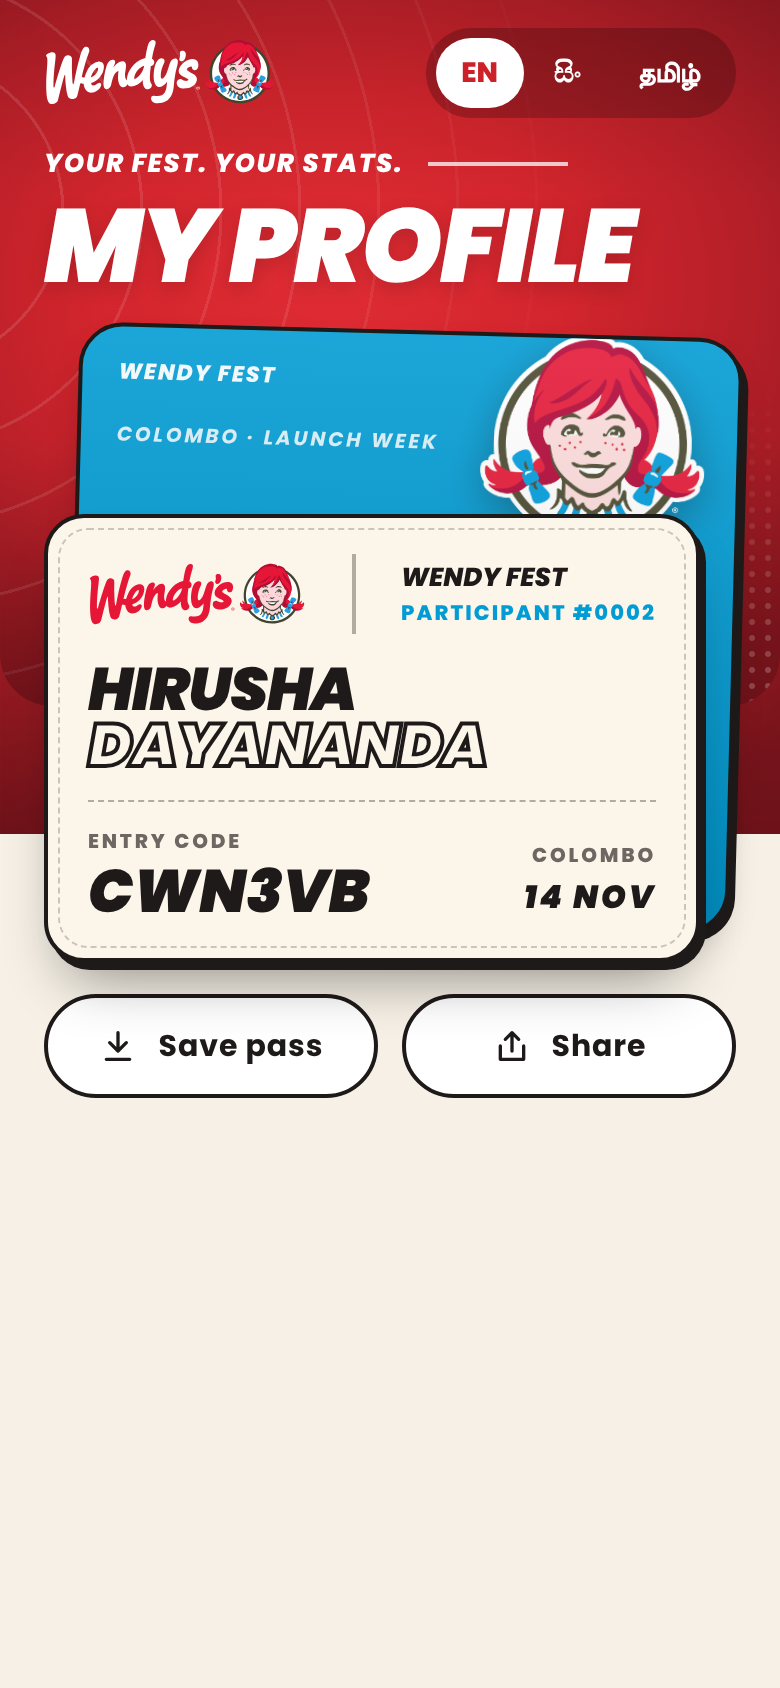 Wendy's
EN සිං தமிழ்
YOUR FEST. YOUR STATS.
MY PROFILE
WENDY FEST
COLOMBO · LAUNCH WEEK
Wendy's
WENDY FEST
PARTICIPANT #0002
HIRUSHA
DAYANANDA
ENTRY CODE
CWN3VB
COLOMBO
14 NOV
Save pass
Share